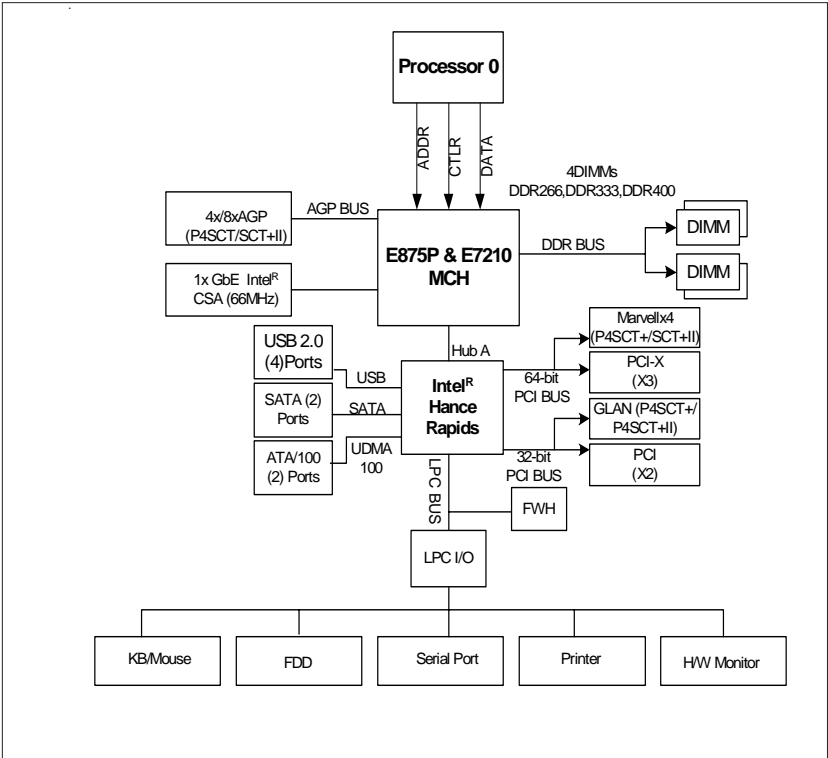 Processor 0
ADDR
CTLR
DATA
4DIMMs
DDR266,DDR333,DDR400
4x/8xAGP
(P4SCT/SCT+II)
AGP BUS
E875P & E7210
MCH
DDR BUS
DIMM
DIMM
1x GbE Intel^R
CSA (66MHz)
Hub A
USB 2.0
(4)Ports
USB
SATA (2)
Ports
SATA
ATA/100
(2) Ports
UDMA
100
Intel^R
Hance
Rapids
64-bit
PCI BUS
Marvellx4
(P4SCT+/SCT+II)
PCI-X
(X3)
GLAN (P4SCT+/
P4SCT+II)
32-bit
PCI BUS
PCI
(X2)
LPC BUS
FWH
LPC I/O
KB/Mouse
FDD
Serial Port
Printer
H/W Monitor